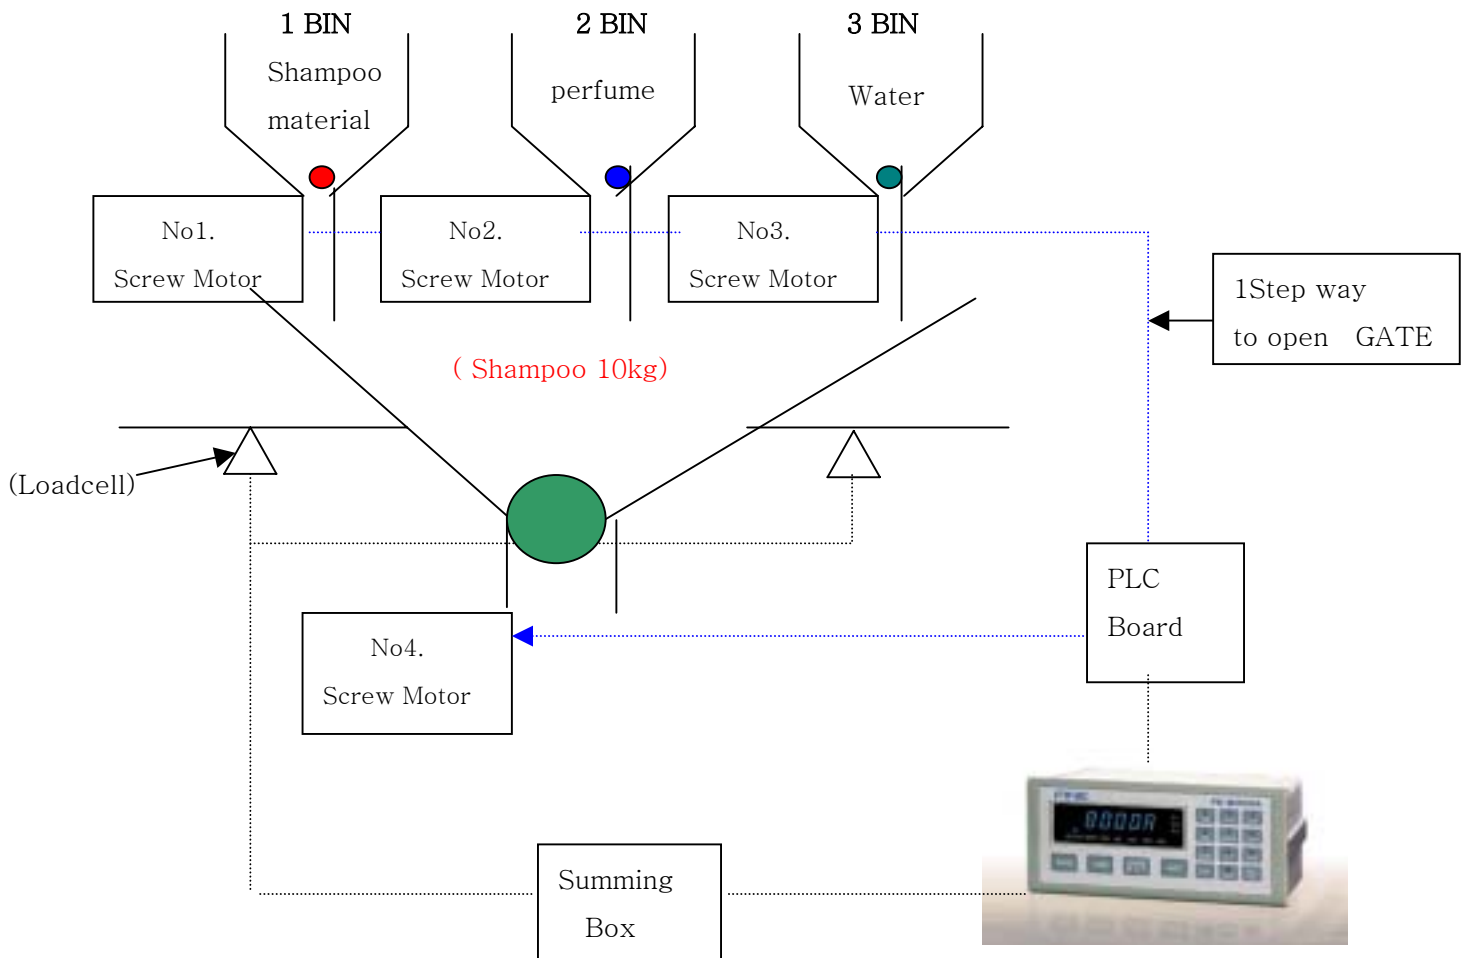 1 BIN
2 BIN
3 BIN
Shampoo
material
perfume
Water
No1.
Screw Motor
No2.
Screw Motor
No3.
Screw Motor
1Step way
to open GATE
( Shampoo 10kg)
(Loadcell)
PLC
Board
No4.
Screw Motor
Summing
Box